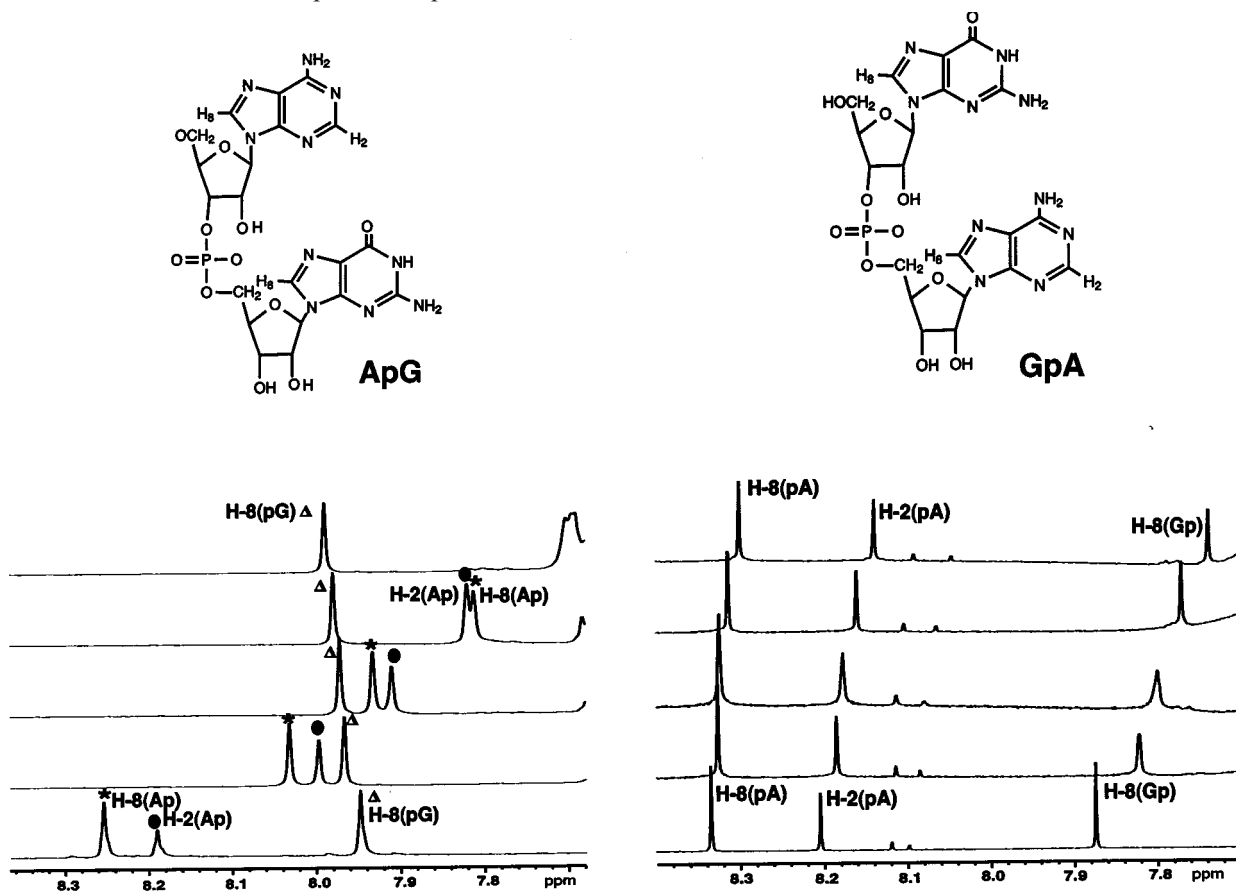 NH₂
N
N
H₈
N
N
H₂
OCH₂
O
O
OH
O=P-O
O
O
N
NH
H₈
CH₂
N
N
NH₂
O
OH OH
ApG
O
N
NH
H₈
N
N
NH₂
HOCH₂
O
O
OH
NH₂
O=P-O
N
N
O
CH₂
H₈
N
N
H₂
O
OH OH
GpA
H-8(pG) Δ
Δ
H-2(Ap) ● * H-8(Ap)
Δ
* ●
* ● Δ
* H-8(Ap)
● H-2(Ap)
Δ H-8(pG)
8.3 8.2 8.1 8.0 7.9 7.8 ppm
H-8(pA)
H-2(pA)
H-8(Gp)
H-8(pA) H-2(pA) H-8(Gp)
8.3 8.2 8.1 8.0 7.9 7.8 ppm